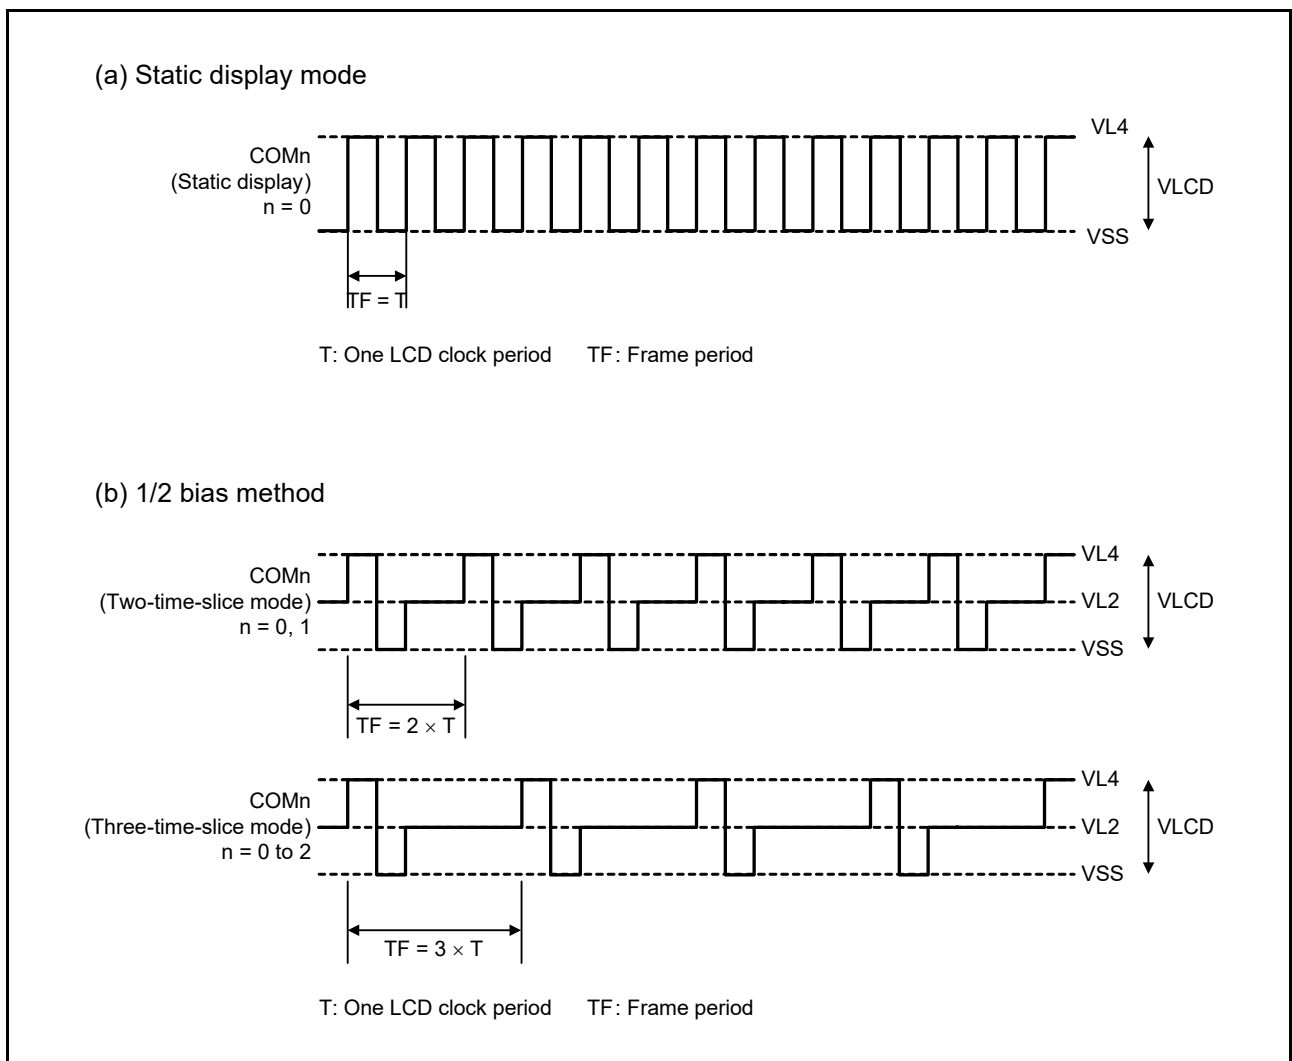 (a) Static display mode
VL4
COMn
(Static display)
n = 0
VLCD
VSS
TF = T
T: One LCD clock period TF: Frame period
(b) 1/2 bias method
VL4
COMn
(Two-time-slice mode)
n = 0, 1
VL2
VLCD
VSS
TF = 2 × T
VL4
COMn
(Three-time-slice mode)
n = 0 to 2
VL2
VLCD
VSS
TF = 3 × T
T: One LCD clock period TF: Frame period